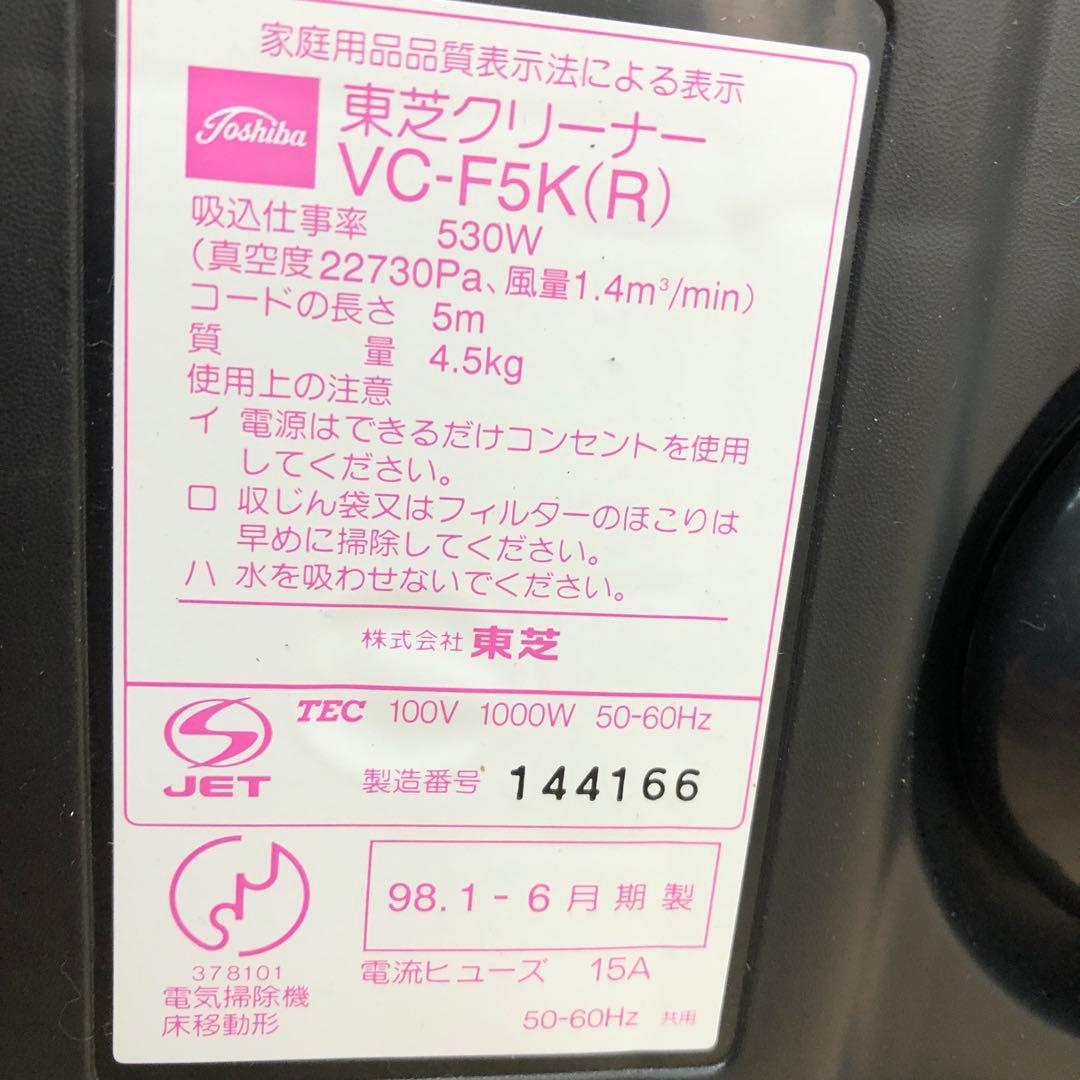 家庭用品品質表示法による表示
Toshiba
東芝クリーナー
VC-F5K(R)
吸込仕事率 530W
(真空度22730Pa、風量1.4m³/min)
コードの長さ 5m
質 量 4.5kg
使用上の注意
イ 電源はできるだけコンセントを使用
してください。
ロ 収じん袋又はフィルターのほこりは
早めに掃除してください。
ハ 水を吸わせないでください。
株式会社 東芝
JET
TEC 100V 1000W 50-60Hz
製造番号 144166
98.1-6月期製
378101
電気掃除機
床移動形
電流ヒューズ 15A
50-60Hz 共用